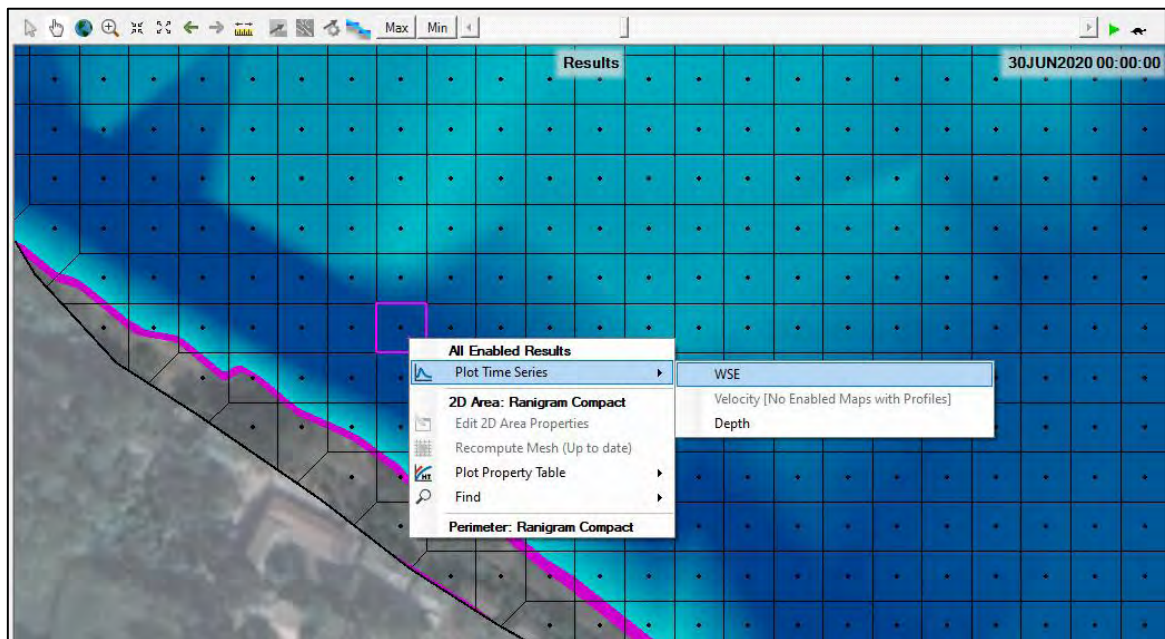 Max Min
Results
30JUN2020 00:00:00
All Enabled Results
Plot Time Series
WSE
Velocity [No Enabled Maps with Profiles]
Depth
2D Area: Ranigram Compact
Edit 2D Area Properties
Recompute Mesh (Up to date)
Plot Property Table
Find
Perimeter: Ranigram Compact